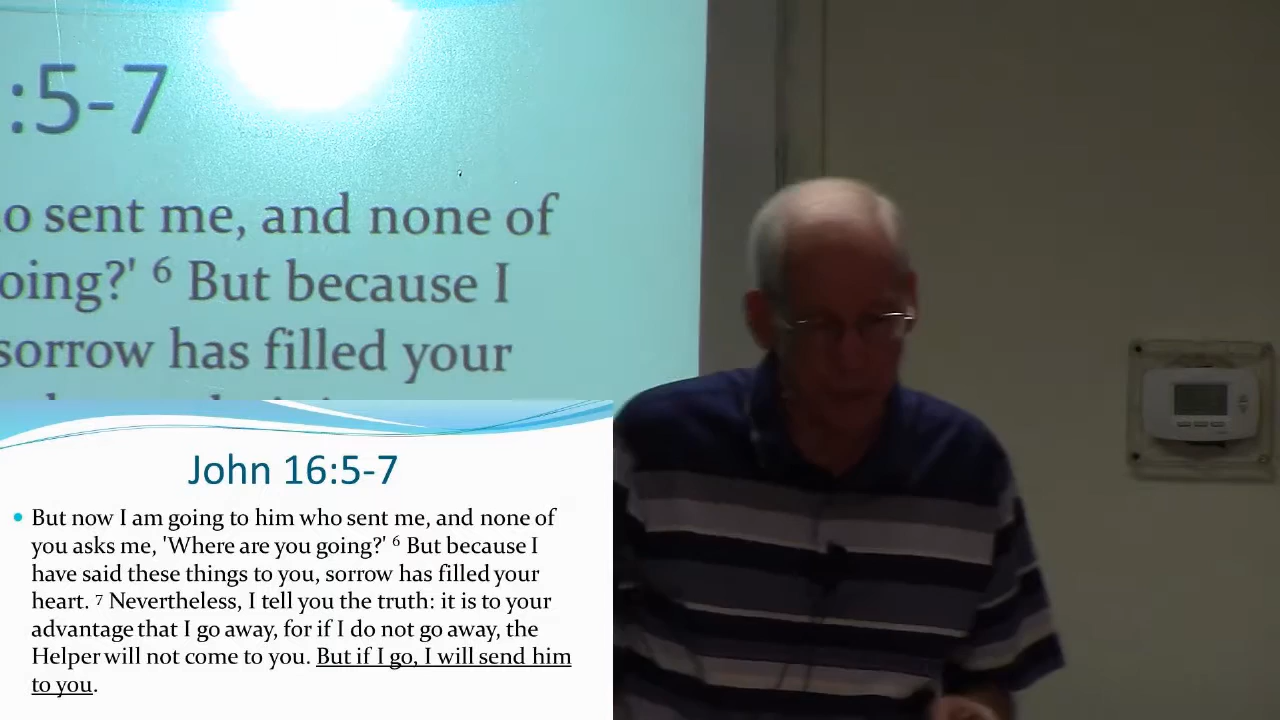 :5-7
o sent me, and none of
oing?' ⁶ But because I
sorrow has filled your
John 16:5-7
• But now I am going to him who sent me, and none of
you asks me, 'Where are you going?' ⁶ But because I
have said these things to you, sorrow has filled your
heart. ⁷ Nevertheless, I tell you the truth: it is to your
advantage that I go away, for if I do not go away, the
Helper will not come to you. But if I go, I will send him
to you.